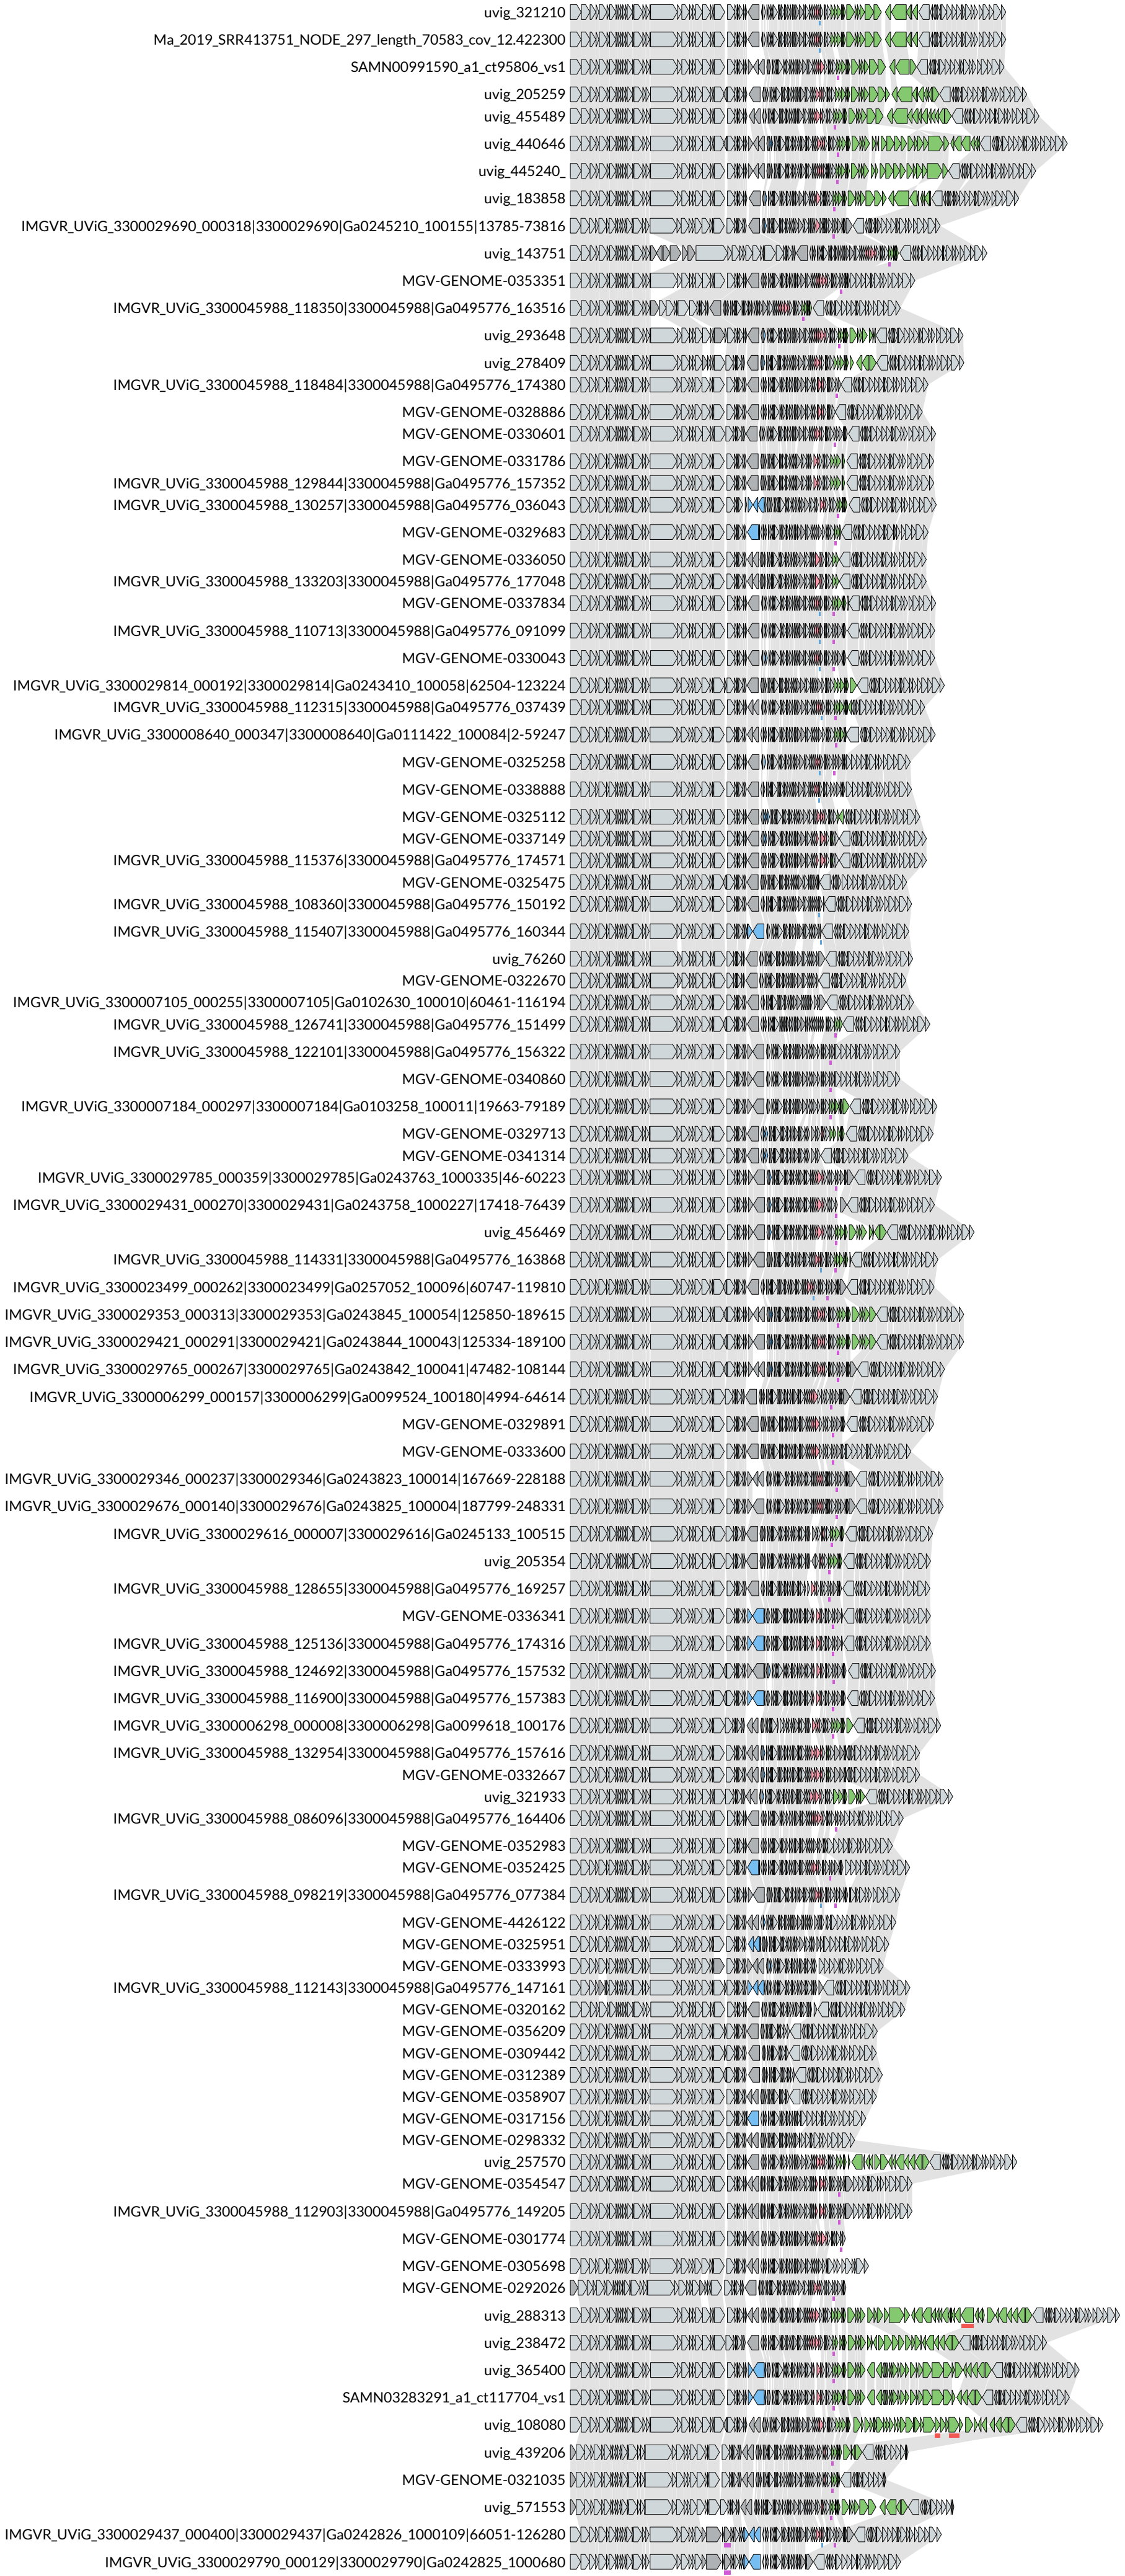 uvig_321210
Ma_2019_SRR413751_NODE_297_length_70583_cov_12.422300
SAMN00991590_a1_ct95806_vs1
uvig_205259
uvig_455489
uvig_440646
uvig_445240_
uvig_183858
IMGVR_UViG_3300029690_000318|3300029690|Ga0245210_100155|13785-73816
uvig_143751
MGV-GENOME-0353351
IMGVR_UViG_3300045988_118350|3300045988|Ga0495776_163516
uvig_293648
uvig_278409
IMGVR_UViG_3300045988_118484|3300045988|Ga0495776_174380
MGV-GENOME-0328886
MGV-GENOME-0330601
MGV-GENOME-0331786
IMGVR_UViG_3300045988_129844|3300045988|Ga0495776_157352
IMGVR_UViG_3300045988_130257|3300045988|Ga0495776_036043
MGV-GENOME-0329683
MGV-GENOME-0336050
IMGVR_UViG_3300045988_133203|3300045988|Ga0495776_177048
MGV-GENOME-0337834
IMGVR_UViG_3300045988_110713|3300045988|Ga0495776_091099
MGV-GENOME-0330043
IMGVR_UViG_3300029814_000192|3300029814|Ga0243410_100058|62504-123224
IMGVR_UViG_3300045988_112315|3300045988|Ga0495776_037439
IMGVR_UViG_3300008640_000347|3300008640|Ga0111422_100084|2-59247
MGV-GENOME-0325258
MGV-GENOME-0338888
MGV-GENOME-0325112
MGV-GENOME-0337149
IMGVR_UViG_3300045988_115376|3300045988|Ga0495776_174571
MGV-GENOME-0325475
IMGVR_UViG_3300045988_108360|3300045988|Ga0495776_150192
IMGVR_UViG_3300045988_115407|3300045988|Ga0495776_160344
uvig_76260
MGV-GENOME-0322670
IMGVR_UViG_3300007105_000255|3300007105|Ga0102630_100010|60461-116194
IMGVR_UViG_3300045988_126741|3300045988|Ga0495776_151499
IMGVR_UViG_3300045988_122101|3300045988|Ga0495776_156322
MGV-GENOME-0340860
IMGVR_UViG_3300007184_000297|3300007184|Ga0103258_100011|19663-79189
MGV-GENOME-0329713
MGV-GENOME-0341314
IMGVR_UViG_3300029785_000359|3300029785|Ga0243763_1000335|46-60223
IMGVR_UViG_3300029431_000270|3300029431|Ga0243758_1000227|17418-76439
uvig_456469
IMGVR_UViG_3300045988_114331|3300045988|Ga0495776_163868
IMGVR_UViG_3300023499_000262|3300023499|Ga0257052_100096|60747-119810
IMGVR_UViG_3300029353_000313|3300029353|Ga0243845_100054|125850-189615
IMGVR_UViG_3300029421_000291|3300029421|Ga0243844_100043|125334-189100
IMGVR_UViG_3300029765_000267|3300029765|Ga0243842_100041|47482-108144
IMGVR_UViG_3300006299_000157|3300006299|Ga0099524_100180|4994-64614
MGV-GENOME-0329891
MGV-GENOME-0333600
IMGVR_UViG_3300029346_000237|3300029346|Ga0243823_100014|167669-228188
IMGVR_UViG_3300029676_000140|3300029676|Ga0243825_100004|187799-248331
IMGVR_UViG_3300029616_000007|3300029616|Ga0245133_100515
uvig_205354
IMGVR_UViG_3300045988_128655|3300045988|Ga0495776_169257
MGV-GENOME-0336341
IMGVR_UViG_3300045988_125136|3300045988|Ga0495776_174316
IMGVR_UViG_3300045988_124692|3300045988|Ga0495776_157532
IMGVR_UViG_3300045988_116900|3300045988|Ga0495776_157383
IMGVR_UViG_3300006298_000008|3300006298|Ga0099618_100176
IMGVR_UViG_3300045988_132954|3300045988|Ga0495776_157616
MGV-GENOME-0332667
uvig_321933
IMGVR_UViG_3300045988_086096|3300045988|Ga0495776_164406
MGV-GENOME-0352983
MGV-GENOME-0352425
IMGVR_UViG_3300045988_098219|3300045988|Ga0495776_077384
MGV-GENOME-4426122
MGV-GENOME-0325951
MGV-GENOME-0333993
IMGVR_UViG_3300045988_112143|3300045988|Ga0495776_147161
MGV-GENOME-0320162
MGV-GENOME-0356209
MGV-GENOME-0309442
MGV-GENOME-0312389
MGV-GENOME-0358907
MGV-GENOME-0317156
MGV-GENOME-0298332
uvig_257570
MGV-GENOME-0354547
IMGVR_UViG_3300045988_112903|3300045988|Ga0495776_149205
MGV-GENOME-0301774
MGV-GENOME-0305698
MGV-GENOME-0292026
uvig_288313
uvig_238472
uvig_365400
SAMN03283291_a1_ct117704_vs1
uvig_108080
uvig_439206
MGV-GENOME-0321035
uvig_571553
IMGVR_UViG_3300029437_000400|3300029437|Ga0242826_1000109|66051-126280
IMGVR_UViG_3300029790_000129|3300029790|Ga0242825_1000680